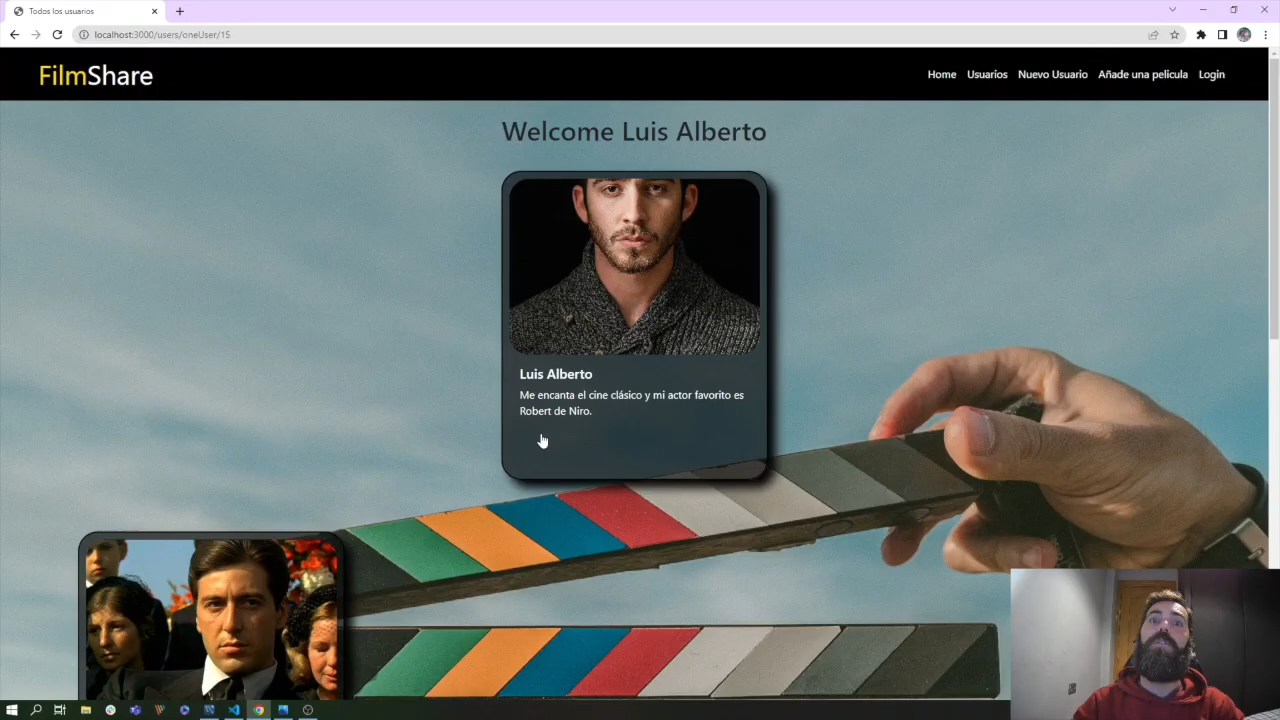 Todos los usuarios
localhost:3000/users/oneUser/15
FilmShare
Home Usuarios Nuevo Usuario Añade una pelicula Login
Welcome Luis Alberto
Luis Alberto
Me encanta el cine clásico y mi actor favorito es
Robert de Niro.